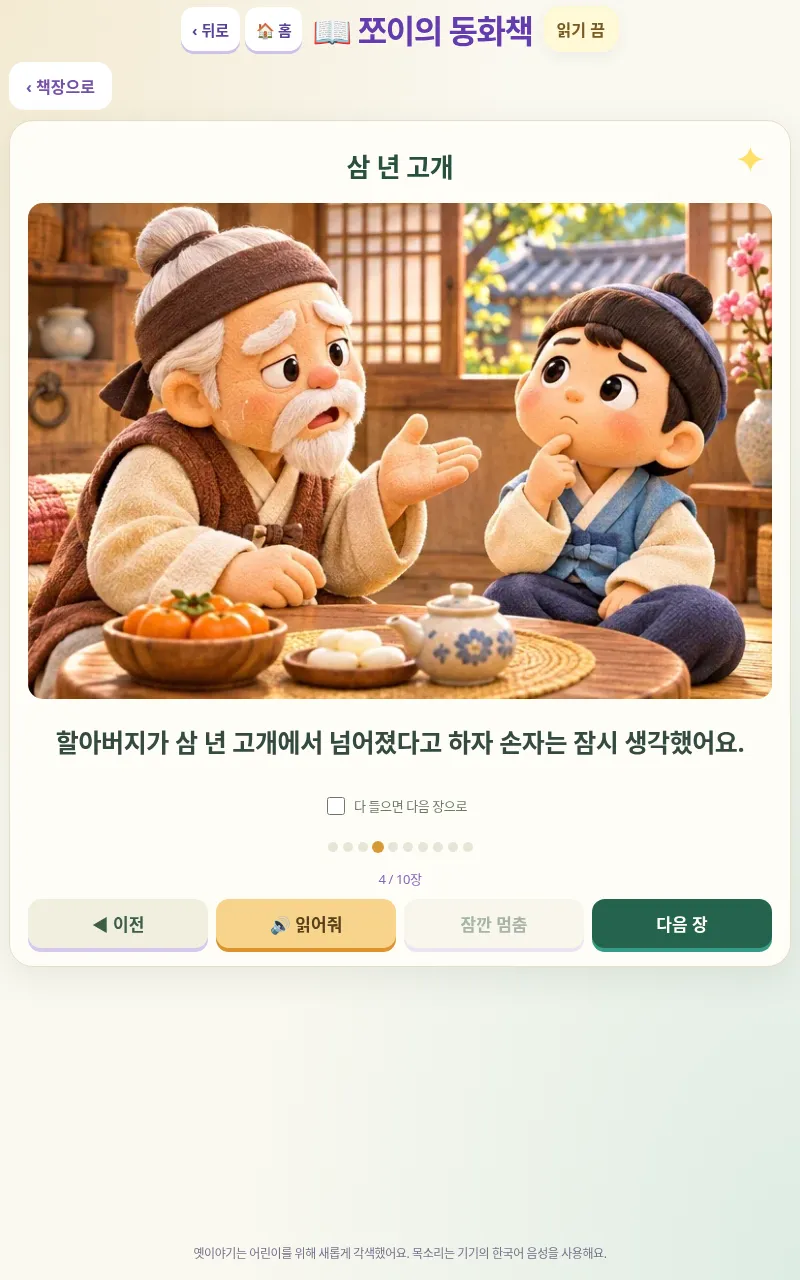 ‹ 뒤로
🏠 홈
📖 쪼이의 동화책
읽기 끝
‹ 책장으로
삼 년 고개
할아버지가 삼 년 고개에서 넘어졌다고 하자 손자는 잠시 생각했어요.
다 들으면 다음 장으로
4 / 10장
◀ 이전
🔊 읽어줘
잠깐 멈춤
다음 장
옛이야기는 어린이를 위해 새롭게 각색했어요. 목소리는 기기의 한국어 음성을 사용해요.